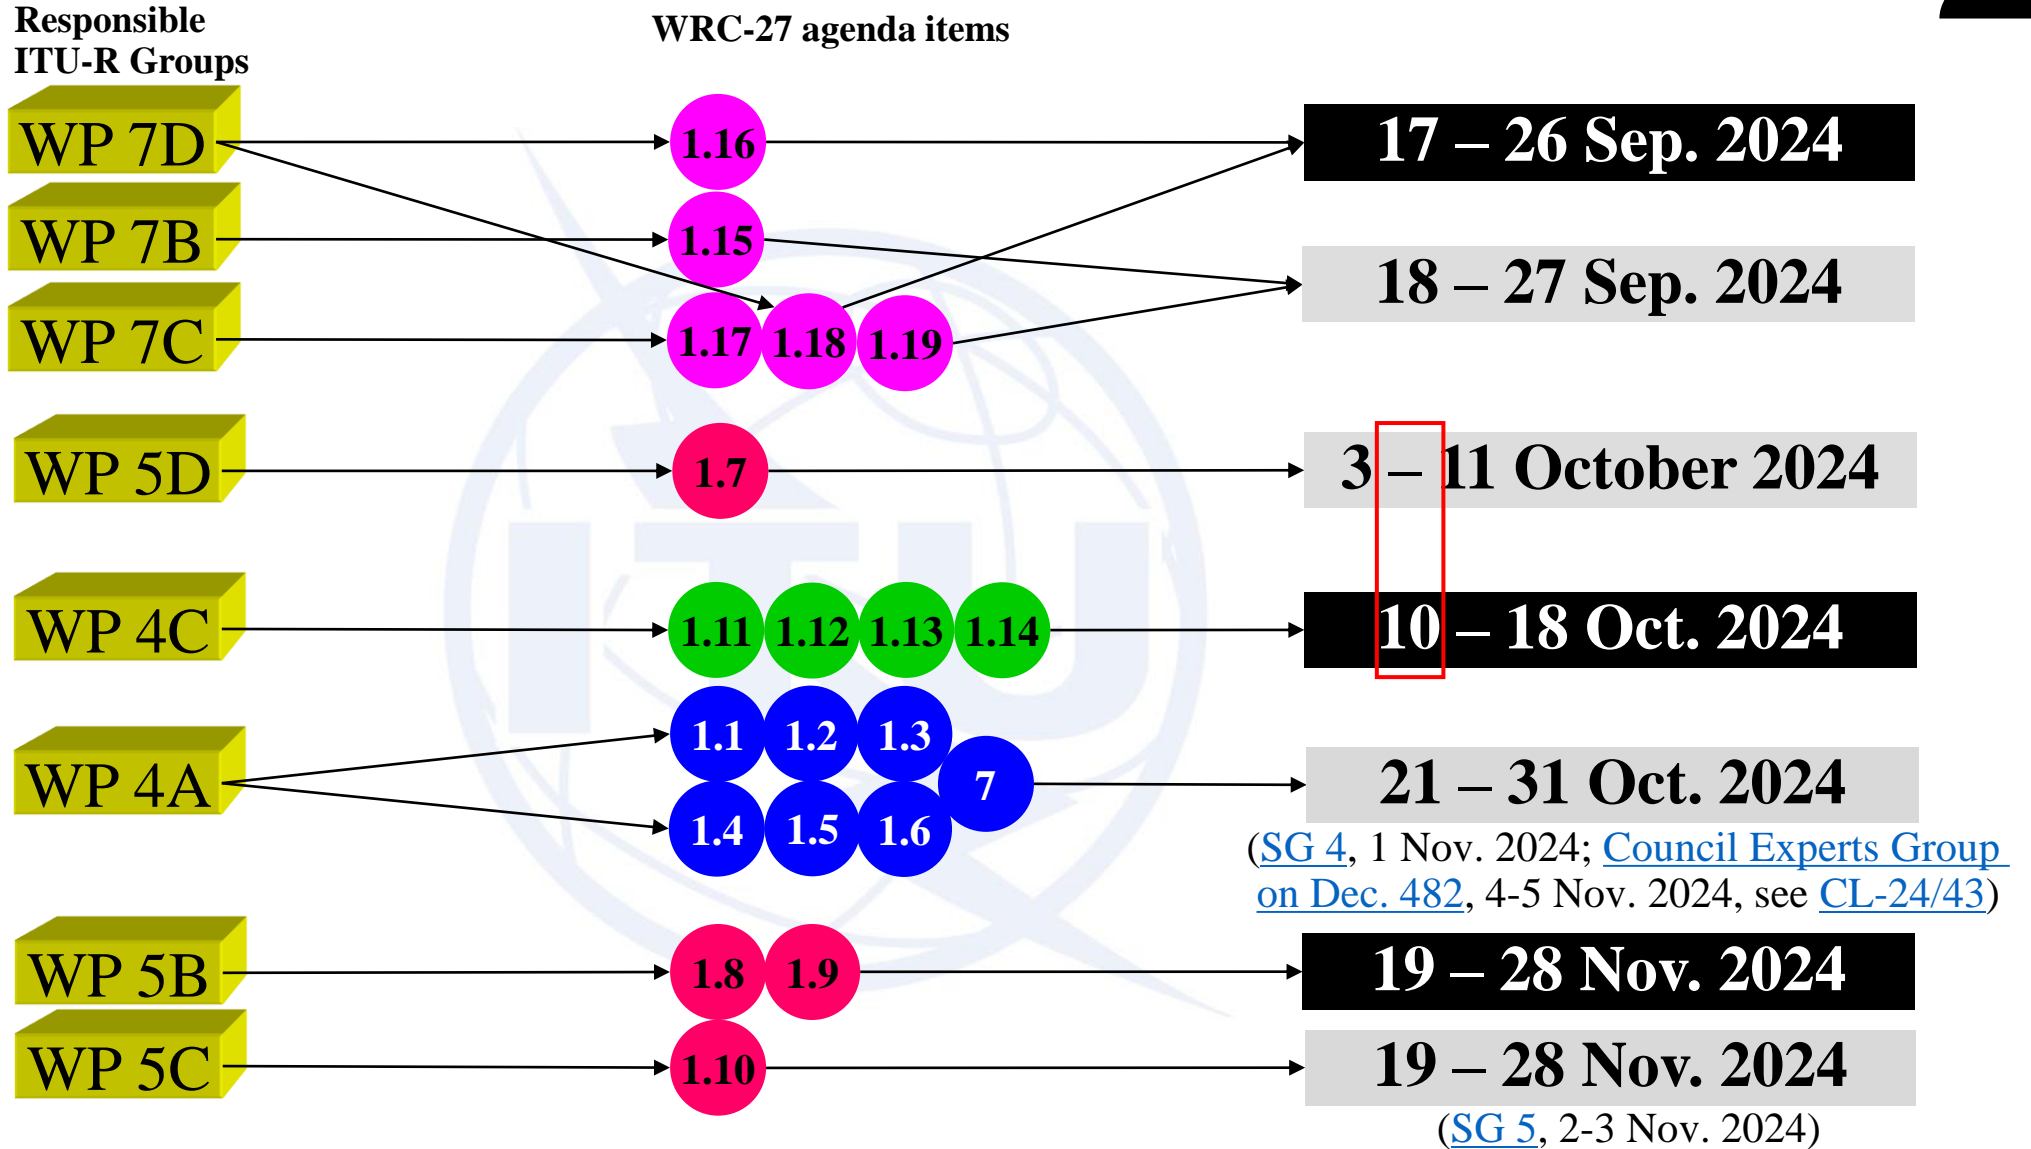 Responsible
ITU-R Groups
WRC-27 agenda items
WP 7D
1.16
17 – 26 Sep. 2024
WP 7B
1.15
18 – 27 Sep. 2024
WP 7C
1.17
1.18
1.19
WP 5D
1.7
3 – 11 October 2024
WP 4C
1.11
1.12
1.13
1.14
10 – 18 Oct. 2024
WP 4A
1.1
1.2
1.3
7
1.4
1.5
1.6
21 – 31 Oct. 2024
(SG 4, 1 Nov. 2024; Council Experts Group
on Dec. 482, 4-5 Nov. 2024, see CL-24/43)
WP 5B
1.8
1.9
19 – 28 Nov. 2024
WP 5C
1.10
19 – 28 Nov. 2024
(SG 5, 2-3 Nov. 2024)
ITU